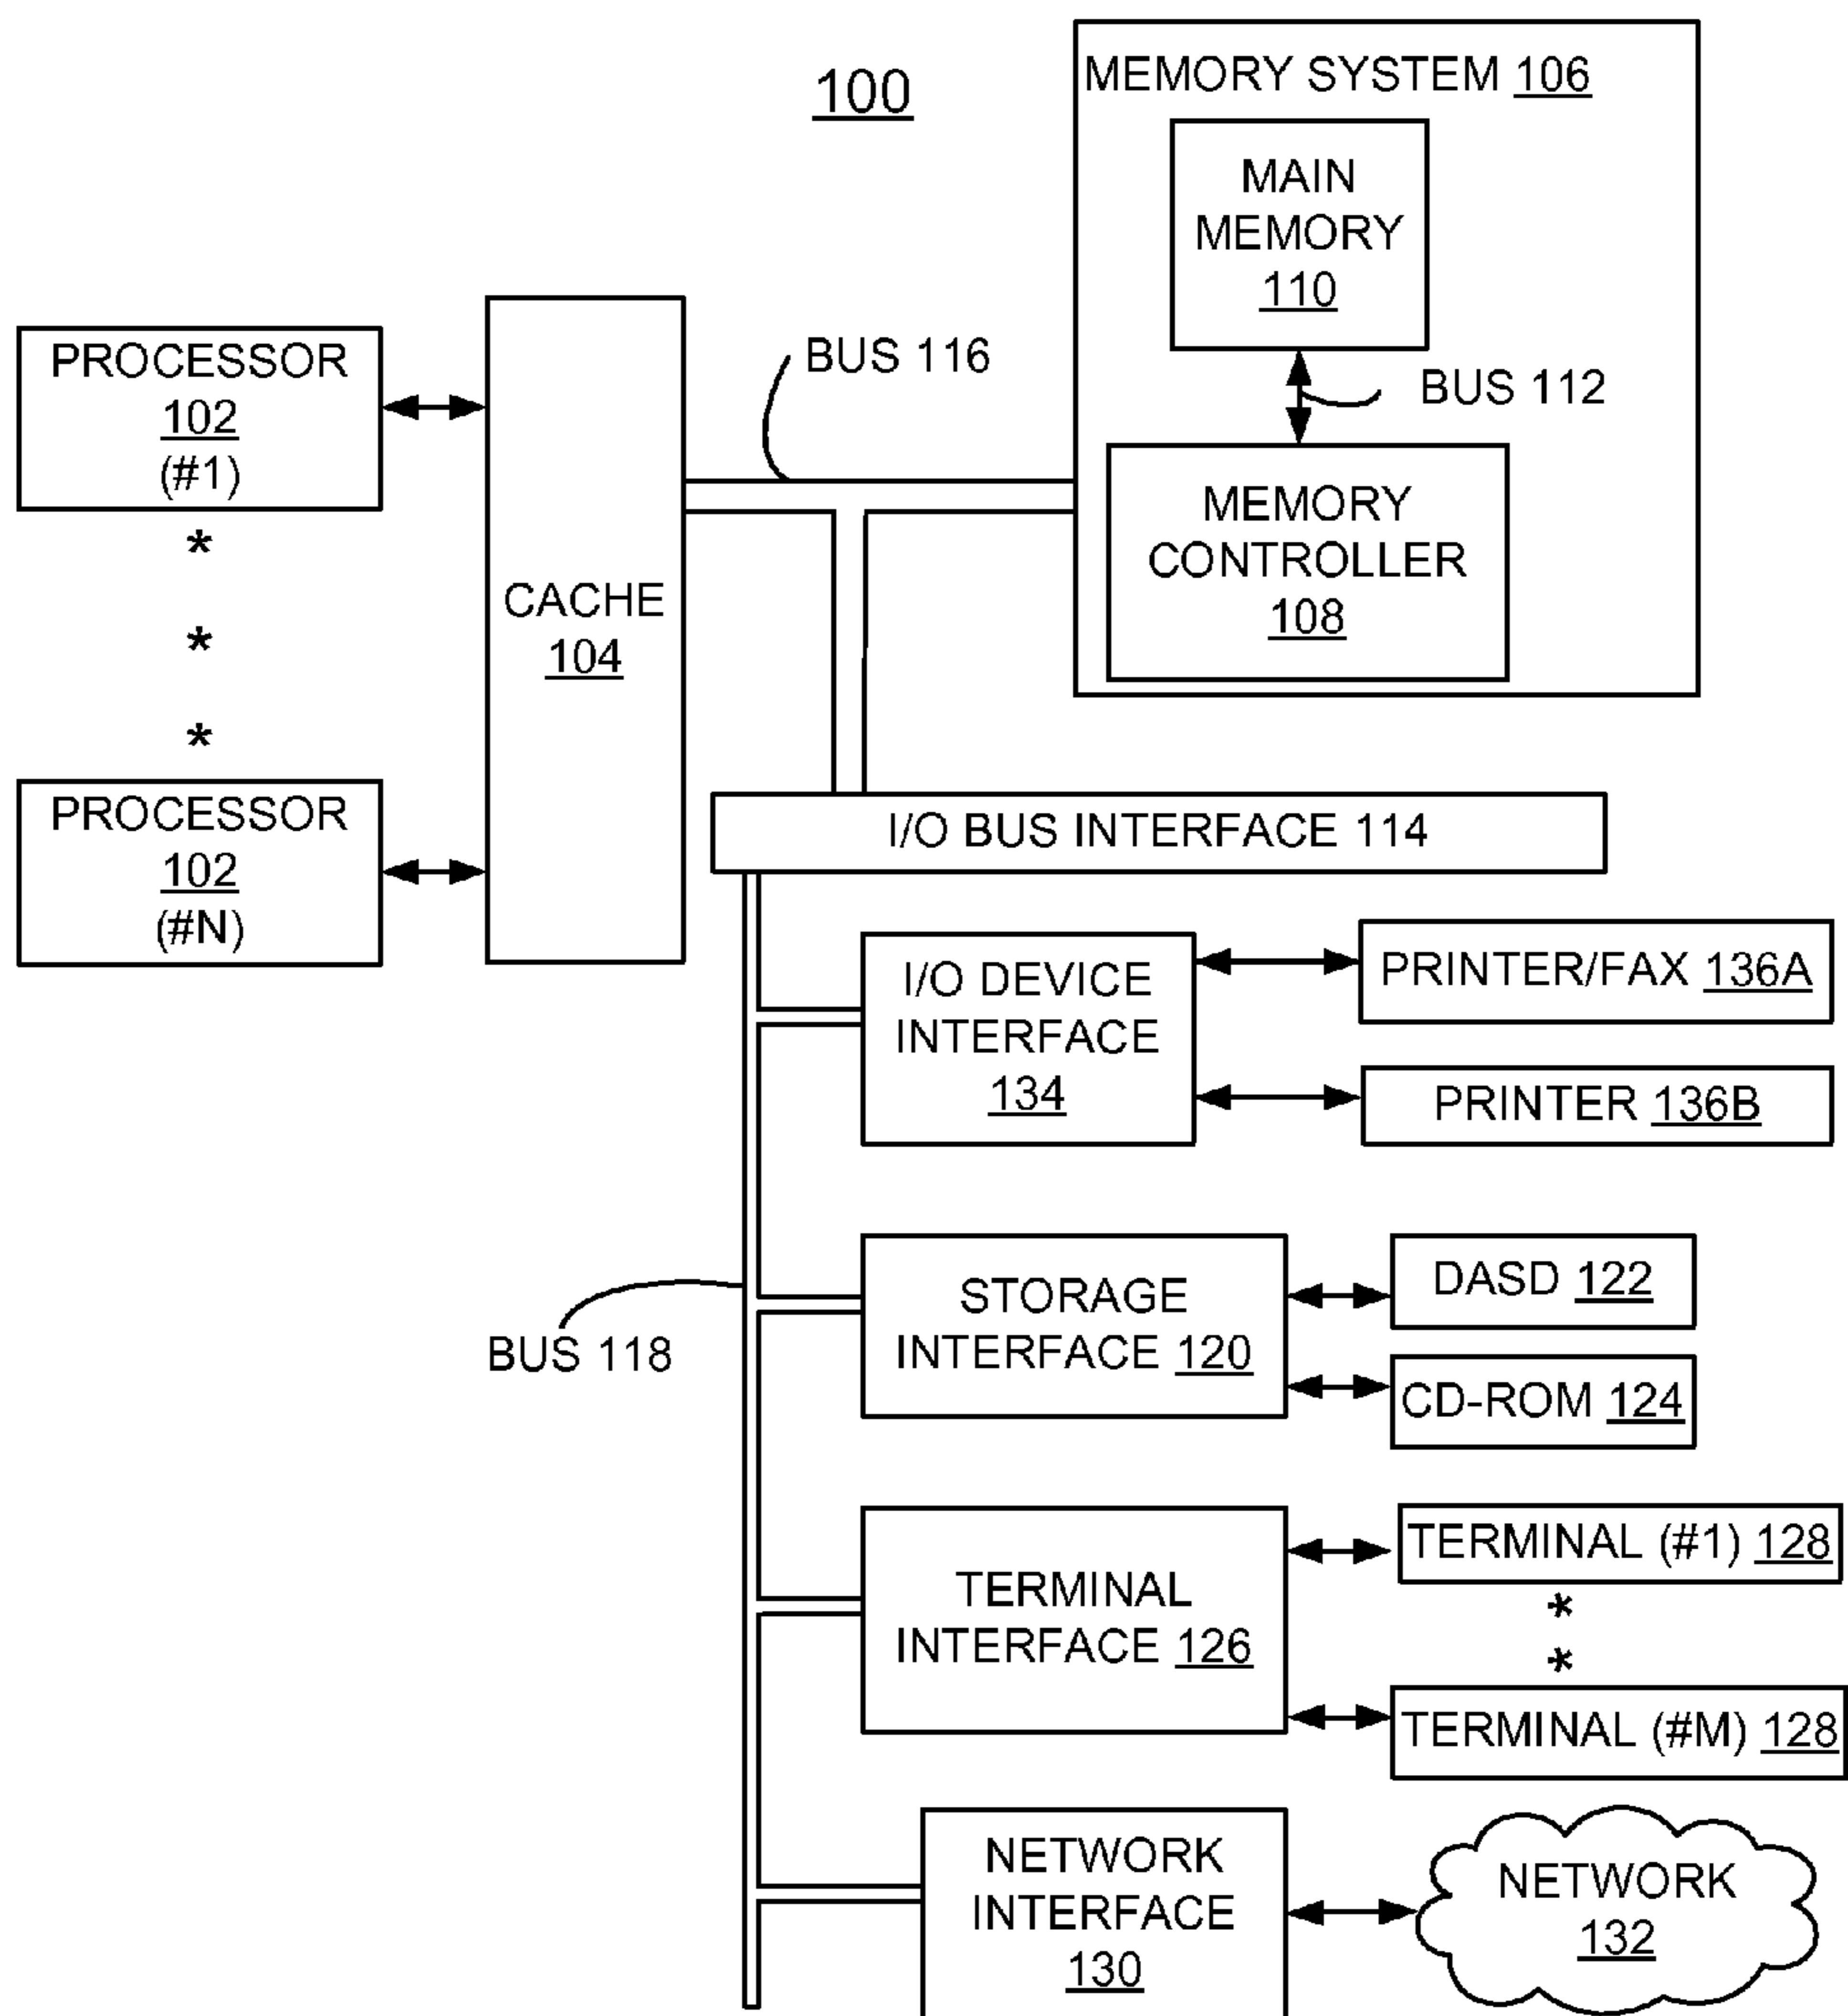 100
MEMORY SYSTEM 106
MAIN
MEMORY
110
BUS 112
MEMORY
CONTROLLER
108
PROCESSOR
102
(#1)
*
*
*
PROCESSOR
102
(#N)
CACHE
104
BUS 116
I/O BUS INTERFACE 114
I/O DEVICE
INTERFACE
134
PRINTER/FAX 136A
PRINTER 136B
BUS 118
STORAGE
INTERFACE 120
DASD 122
CD-ROM 124
TERMINAL
INTERFACE 126
TERMINAL (#1) 128
*
*
TERMINAL (#M) 128
NETWORK
INTERFACE
130
NETWORK
132